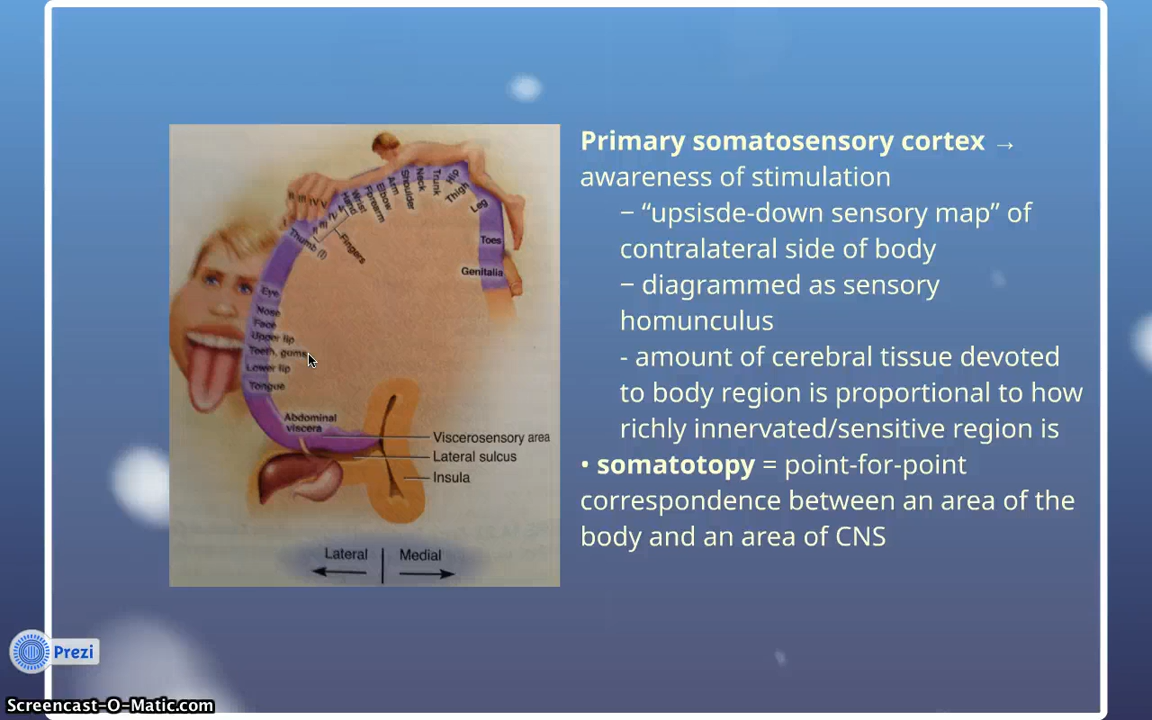 Primary somatosensory cortex →
awareness of stimulation
− “upsisde-down sensory map” of
contralateral side of body
− diagrammed as sensory
homunculus
- amount of cerebral tissue devoted
to body region is proportional to how
richly innervated/sensitive region is
• somatotopy = point-for-point
correspondence between an area of the
body and an area of CNS
Hip
Trunk
Neck
Shoulder
Arm
Elbow
Forearm
Wrist
Hand
Thigh
Leg
Fingers
Thumb (I)
Toes
Genitalia
Eye
Nose
Face
Upper lip
Teeth, gums
Lower lip
Tongue
Abdominal
viscera
Viscerosensory area
Lateral sulcus
Insula
Lateral
Medial
Prezi
Screencast-O-Matic.com